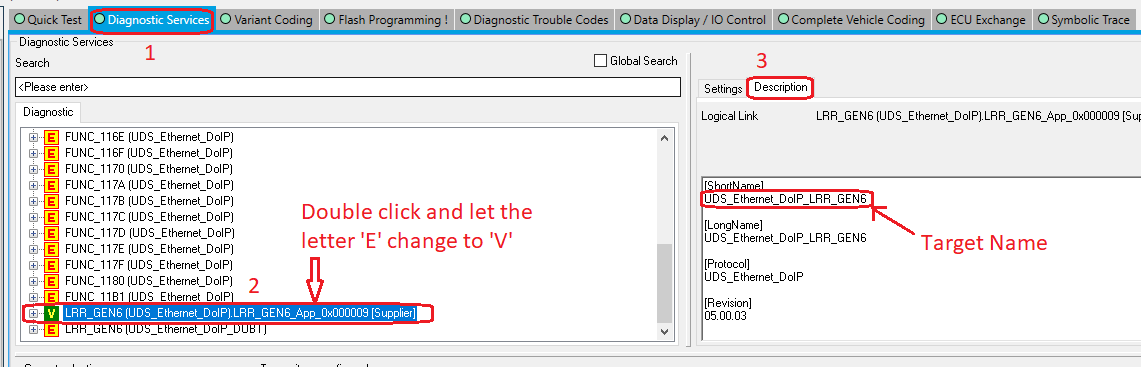 Quick Test Diagnostic Services Variant Coding Flash Programming ! Diagnostic Trouble Codes Data Display / IO Control Complete Vehicle Coding ECU Exchange Symbolic Trace
1
Diagnostic Services
Search
Global Search
<Please enter>
Diagnostic
E FUNC_116E (UDS_Ethernet_DoIP)
E FUNC_116F (UDS_Ethernet_DoIP)
E FUNC_1170 (UDS_Ethernet_DoIP)
E FUNC_117A (UDS_Ethernet_DoIP)
E FUNC_117B (UDS_Ethernet_DoIP)
E FUNC_117C (UDS_Ethernet_DoIP)
E FUNC_117D (UDS_Ethernet_DoIP)
E FUNC_117E (UDS_Ethernet_DoIP)
E FUNC_117F (UDS_Ethernet_DoIP)
E FUNC_1180 (UDS_Ethernet_DoIP)
E FUNC_11B1 (UDS_Ethernet_DoIP)
V LRR_GEN6 (UDS_Ethernet_DoIP).LRR_GEN6_App_0x000009 [Supplier]
E LRR_GEN6 (UDS_Ethernet_DoIP_DOBT)
Double click and let the
letter 'E' change to 'V'
2
3
Settings Description
Logical Link LRR_GEN6 (UDS_Ethernet_DoIP).LRR_GEN6_App_0x000009 [Sup
[ShortName]
UDS_Ethernet_DoIP_LRR_GEN6
[LongName]
UDS_Ethernet_DoIP_LRR_GEN6
[Protocol]
UDS_Ethernet_DoIP
[Revision]
05.00.03
Target Name